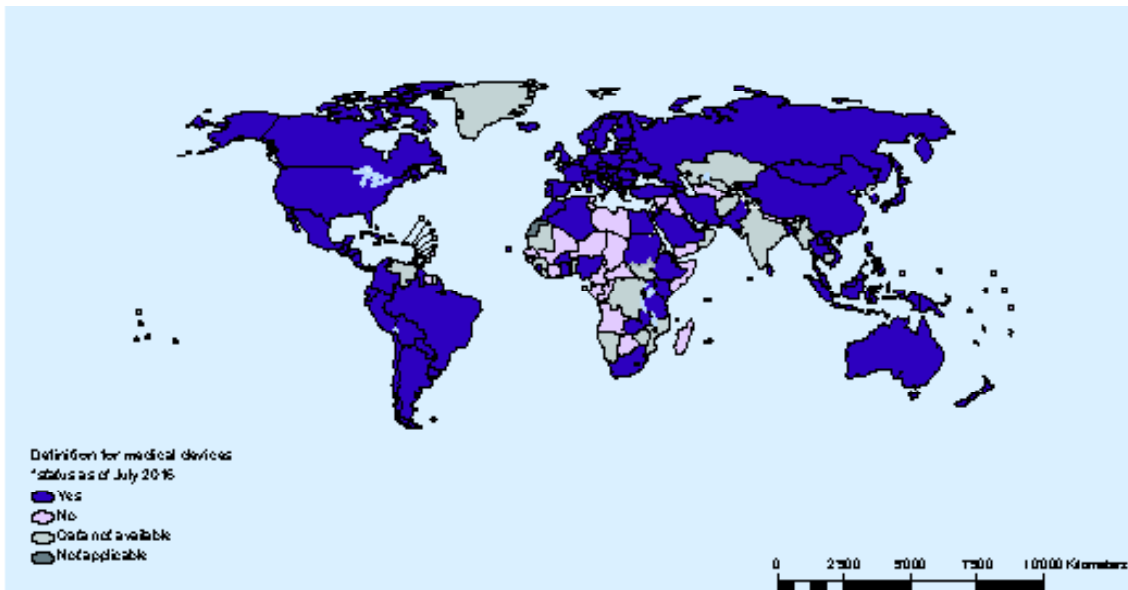 Definition for medical devices
*status as of July 2016
Yes
No
Data not available
Not applicable
0 2500 5000 7500 10000 Kilometers